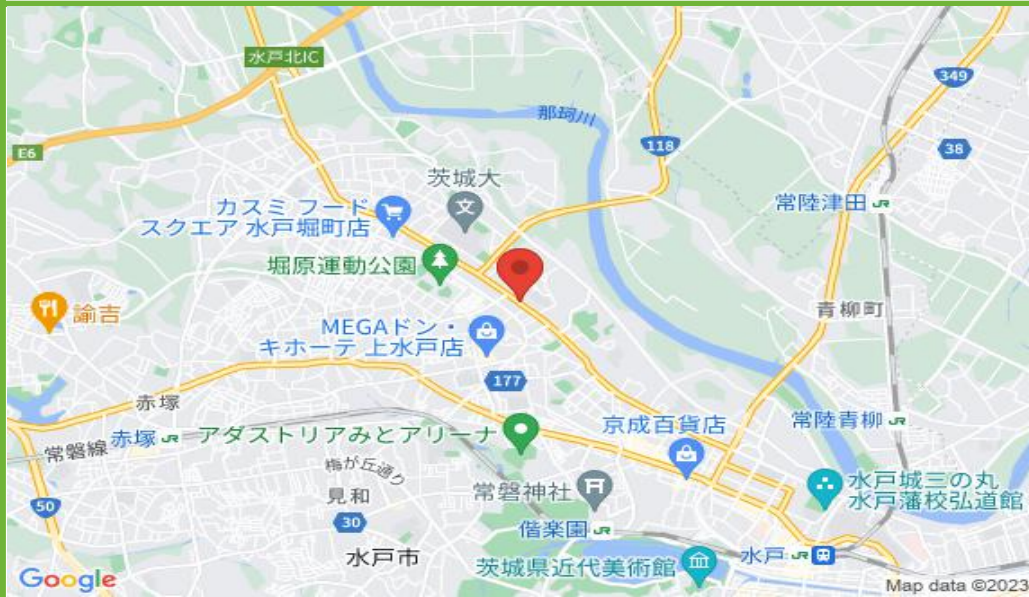 水戸北IC
349
那珂川
118
38
E6
茨城大
カスミ フード
スクエア 水戸堀町店
常陸津田 JR
堀原運動公園
諭吉
青柳町
MEGAドン・
キホーテ 上水戸店
177
赤塚
京成百貨店
常陸青柳 JR
アダストリアみとアリーナ
赤塚 JR
常磐線
梅が丘通り
水戸城三の丸
水戸藩校弘道館
常磐神社
見和
50
30
偕楽園 JR
水戸市
水戸 JR
茨城県近代美術館
Google
Map data ©2023